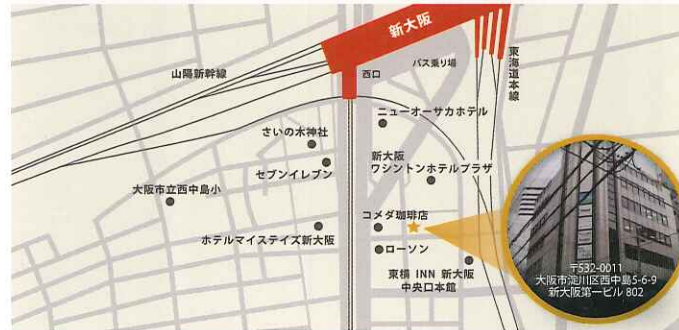 新大阪
山陽新幹線
西口
バス乗り場
東海道本線
ニューオーサカホテル
さいの木神社
セブンイレブン
新大阪
ワシントンホテルプラザ
大阪市立西中島小
コメダ珈琲店
ホテルマイステイズ新大阪
ローソン
東横 INN 新大阪
中央口本館
〒532-0011
大阪市淀川区西中島5-6-9
新大阪第一ビル 802